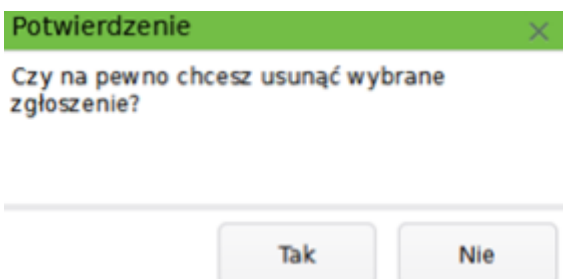 Potwierdzenie
Czy na pewno chcesz usunąć wybrane
zgłoszenie?
Tak Nie